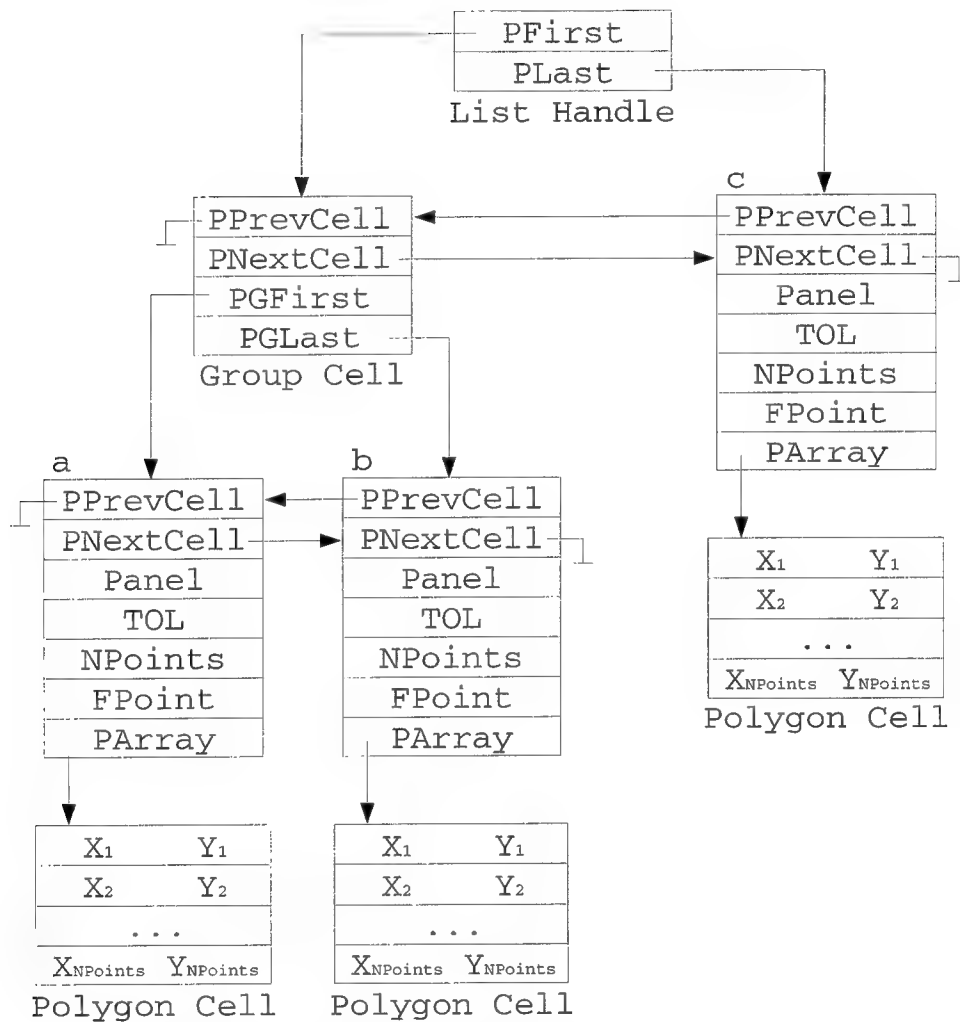 PFirst
PLast
List Handle
PPrevCell
PNextCell
PGFirst
PGLast
Group Cell
c
PPrevCell
PNextCell
Panel
TOL
NPoints
FPoint
PArray
X1 Y1
X2 Y2
...
XNPoints YNPoints
Polygon Cell
a
PPrevCell
PNextCell
Panel
TOL
NPoints
FPoint
PArray
X1 Y1
X2 Y2
...
XNPoints YNPoints
Polygon Cell
b
PPrevCell
PNextCell
Panel
TOL
NPoints
FPoint
PArray
X1 Y1
X2 Y2
...
XNPoints YNPoints
Polygon Cell